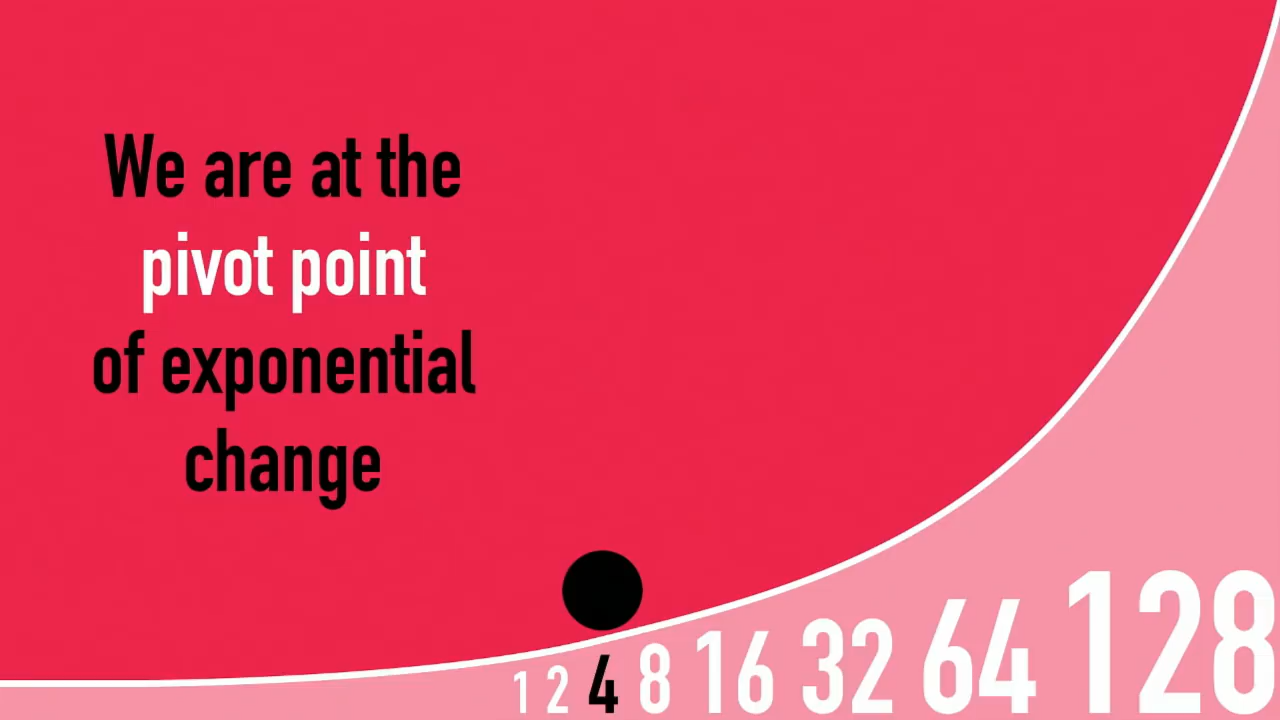 We are at the
pivot point
of exponential
change
1 2 4 8 16 32 64 128